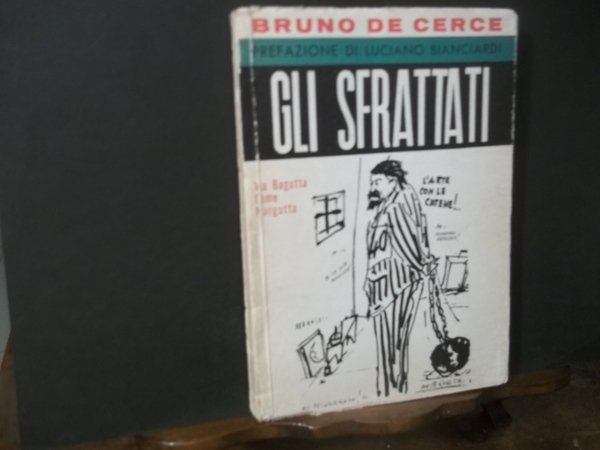 BRUNO DE CERCE
PREFAZIONE DI LUCIANO BIANCIARDI
GLI SFRATTATI
Via Bagutta
Come
Margutta
L'ARTE
CON LE
CATENE!